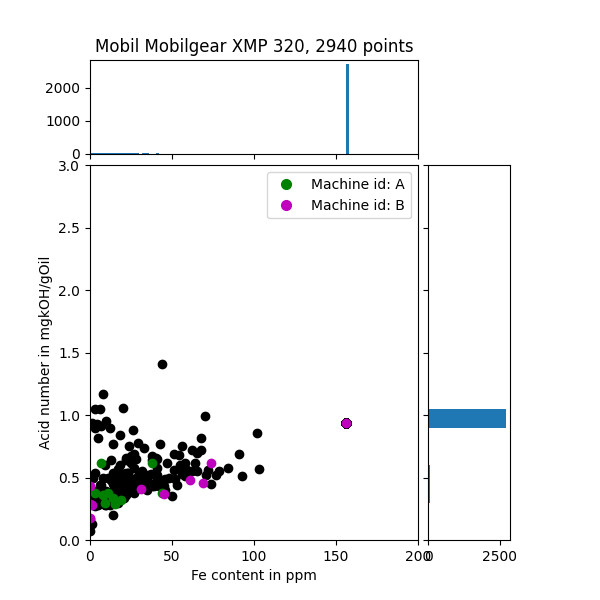 Mobil Mobilgear XMP 320, 2940 points
2000
1000
0
3.0
2.5
2.0
1.5
1.0
0.5
0.0
Acid number in mgkOH/gOil
Machine id: A
Machine id: B
0 50 100 150 200
0 2500
Fe content in ppm